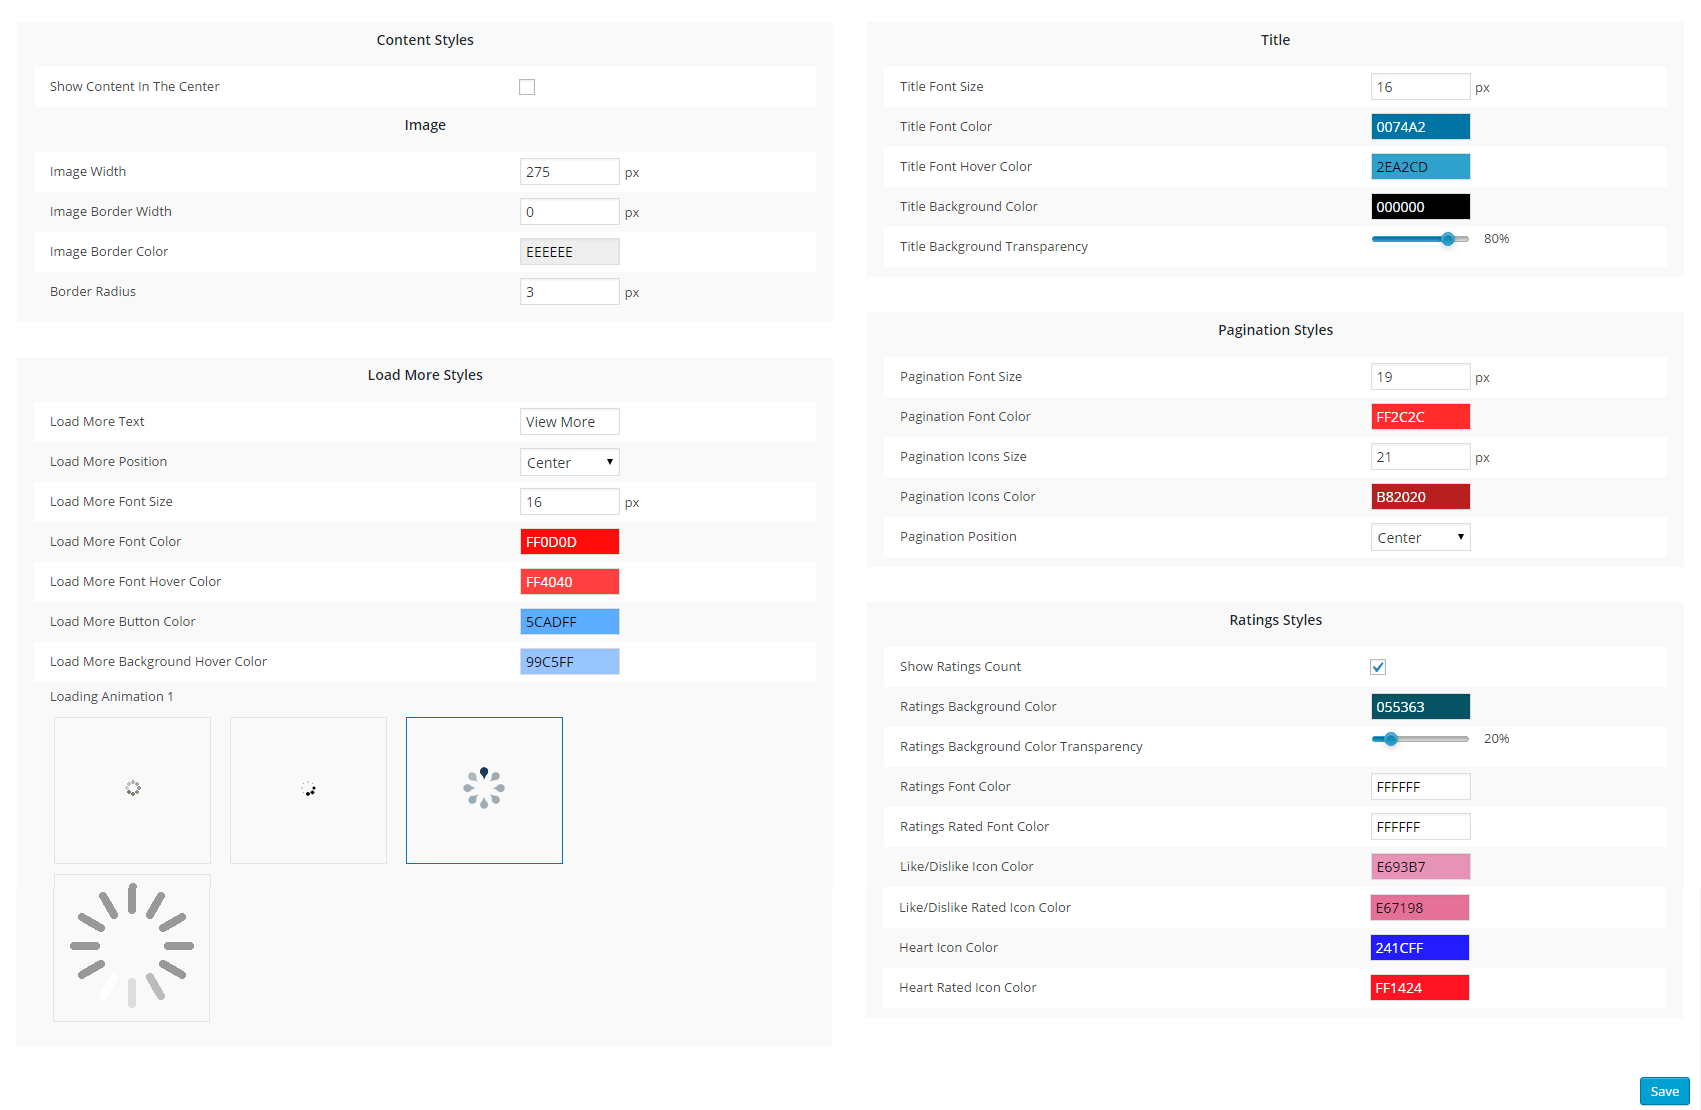 Content Styles
Show Content In The Center
Image
Image Width 275 px
Image Border Width 0 px
Image Border Color EEEEEE
Border Radius 3 px
Load More Styles
Load More Text View More
Load More Position Center
Load More Font Size 16 px
Load More Font Color FF0D0D
Load More Font Hover Color FF4040
Load More Button Color 5CADFF
Load More Background Hover Color 99C5FF
Loading Animation 1
Title
Title Font Size 16 px
Title Font Color 0074A2
Title Font Hover Color 2EA2CD
Title Background Color 000000
Title Background Transparency 80%
Pagination Styles
Pagination Font Size 19 px
Pagination Font Color FF2C2C
Pagination Icons Size 21 px
Pagination Icons Color B82020
Pagination Position Center
Ratings Styles
Show Ratings Count
Ratings Background Color 055363
Ratings Background Color Transparency 20%
Ratings Font Color FFFFFF
Ratings Rated Font Color FFFFFF
Like/Dislike Icon Color E693B7
Like/Dislike Rated Icon Color E67198
Heart Icon Color 241CFF
Heart Rated Icon Color FF1424
Save